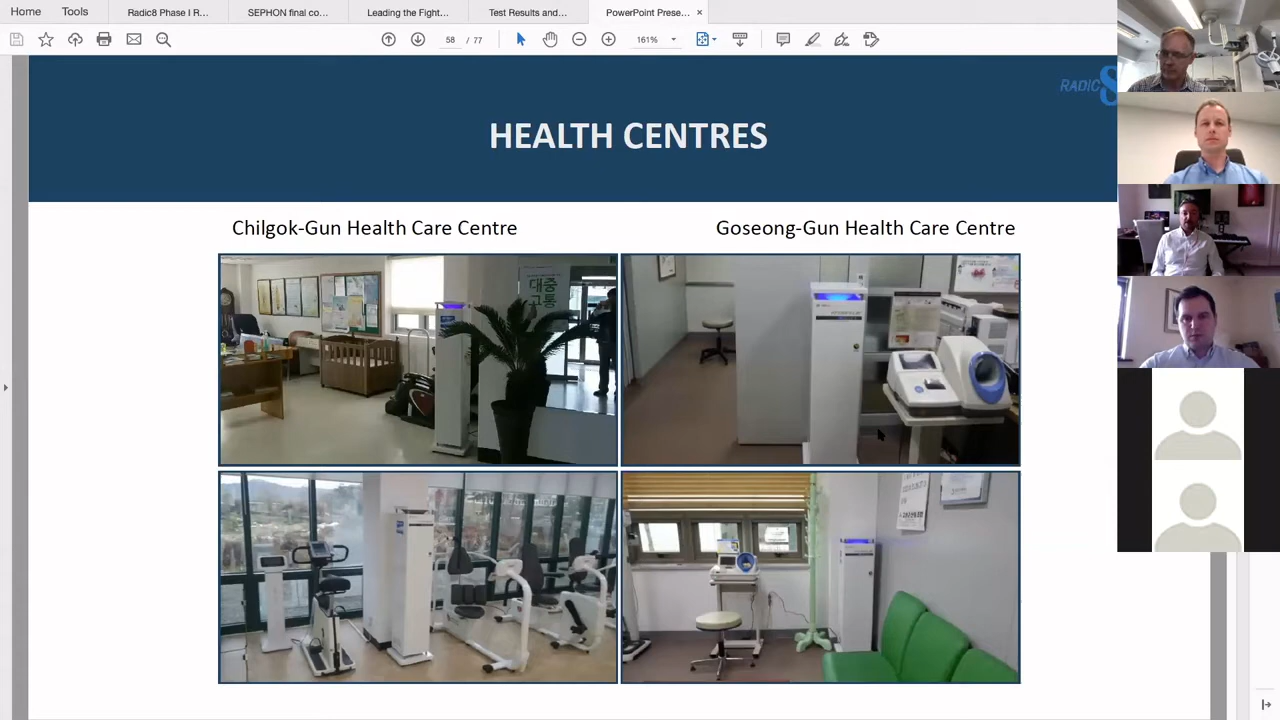 Home Tools Radic8 Phase I R... SEPHON final co... Leading the Fight... Test Results and... PowerPoint Prese... ×
58 / 77 161%
RADIC8
HEALTH CENTRES
Chilgok-Gun Health Care Centre
Goseong-Gun Health Care Centre
대중
교통